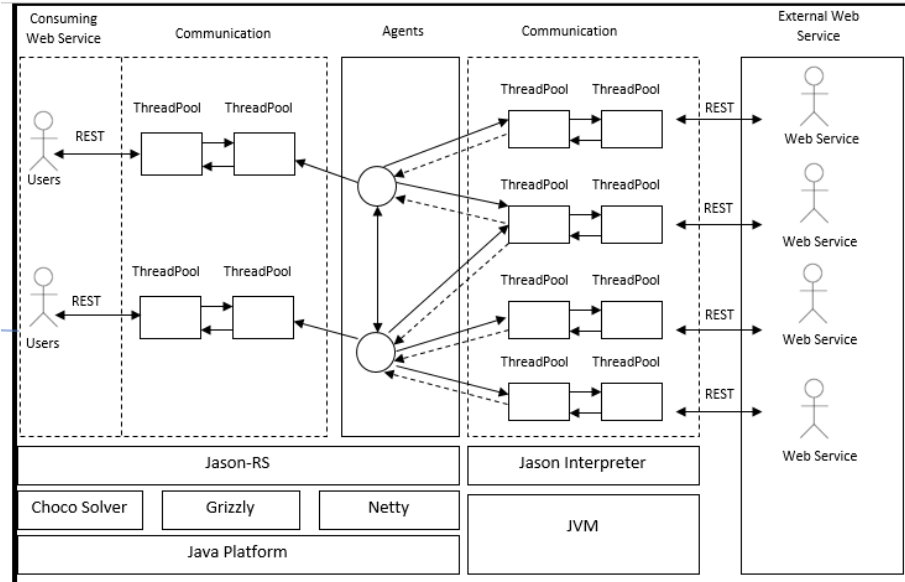 Consuming
Web Service
Communication
Agents
Communication
External Web
Service
ThreadPool ThreadPool
REST
Users
ThreadPool ThreadPool
REST
Users
ThreadPool ThreadPool
REST
Web Service
ThreadPool ThreadPool
REST
Web Service
ThreadPool ThreadPool
REST
Web Service
ThreadPool ThreadPool
REST
Web Service
Jason-RS
Jason Interpreter
Choco Solver
Grizzly
Netty
JVM
Java Platform